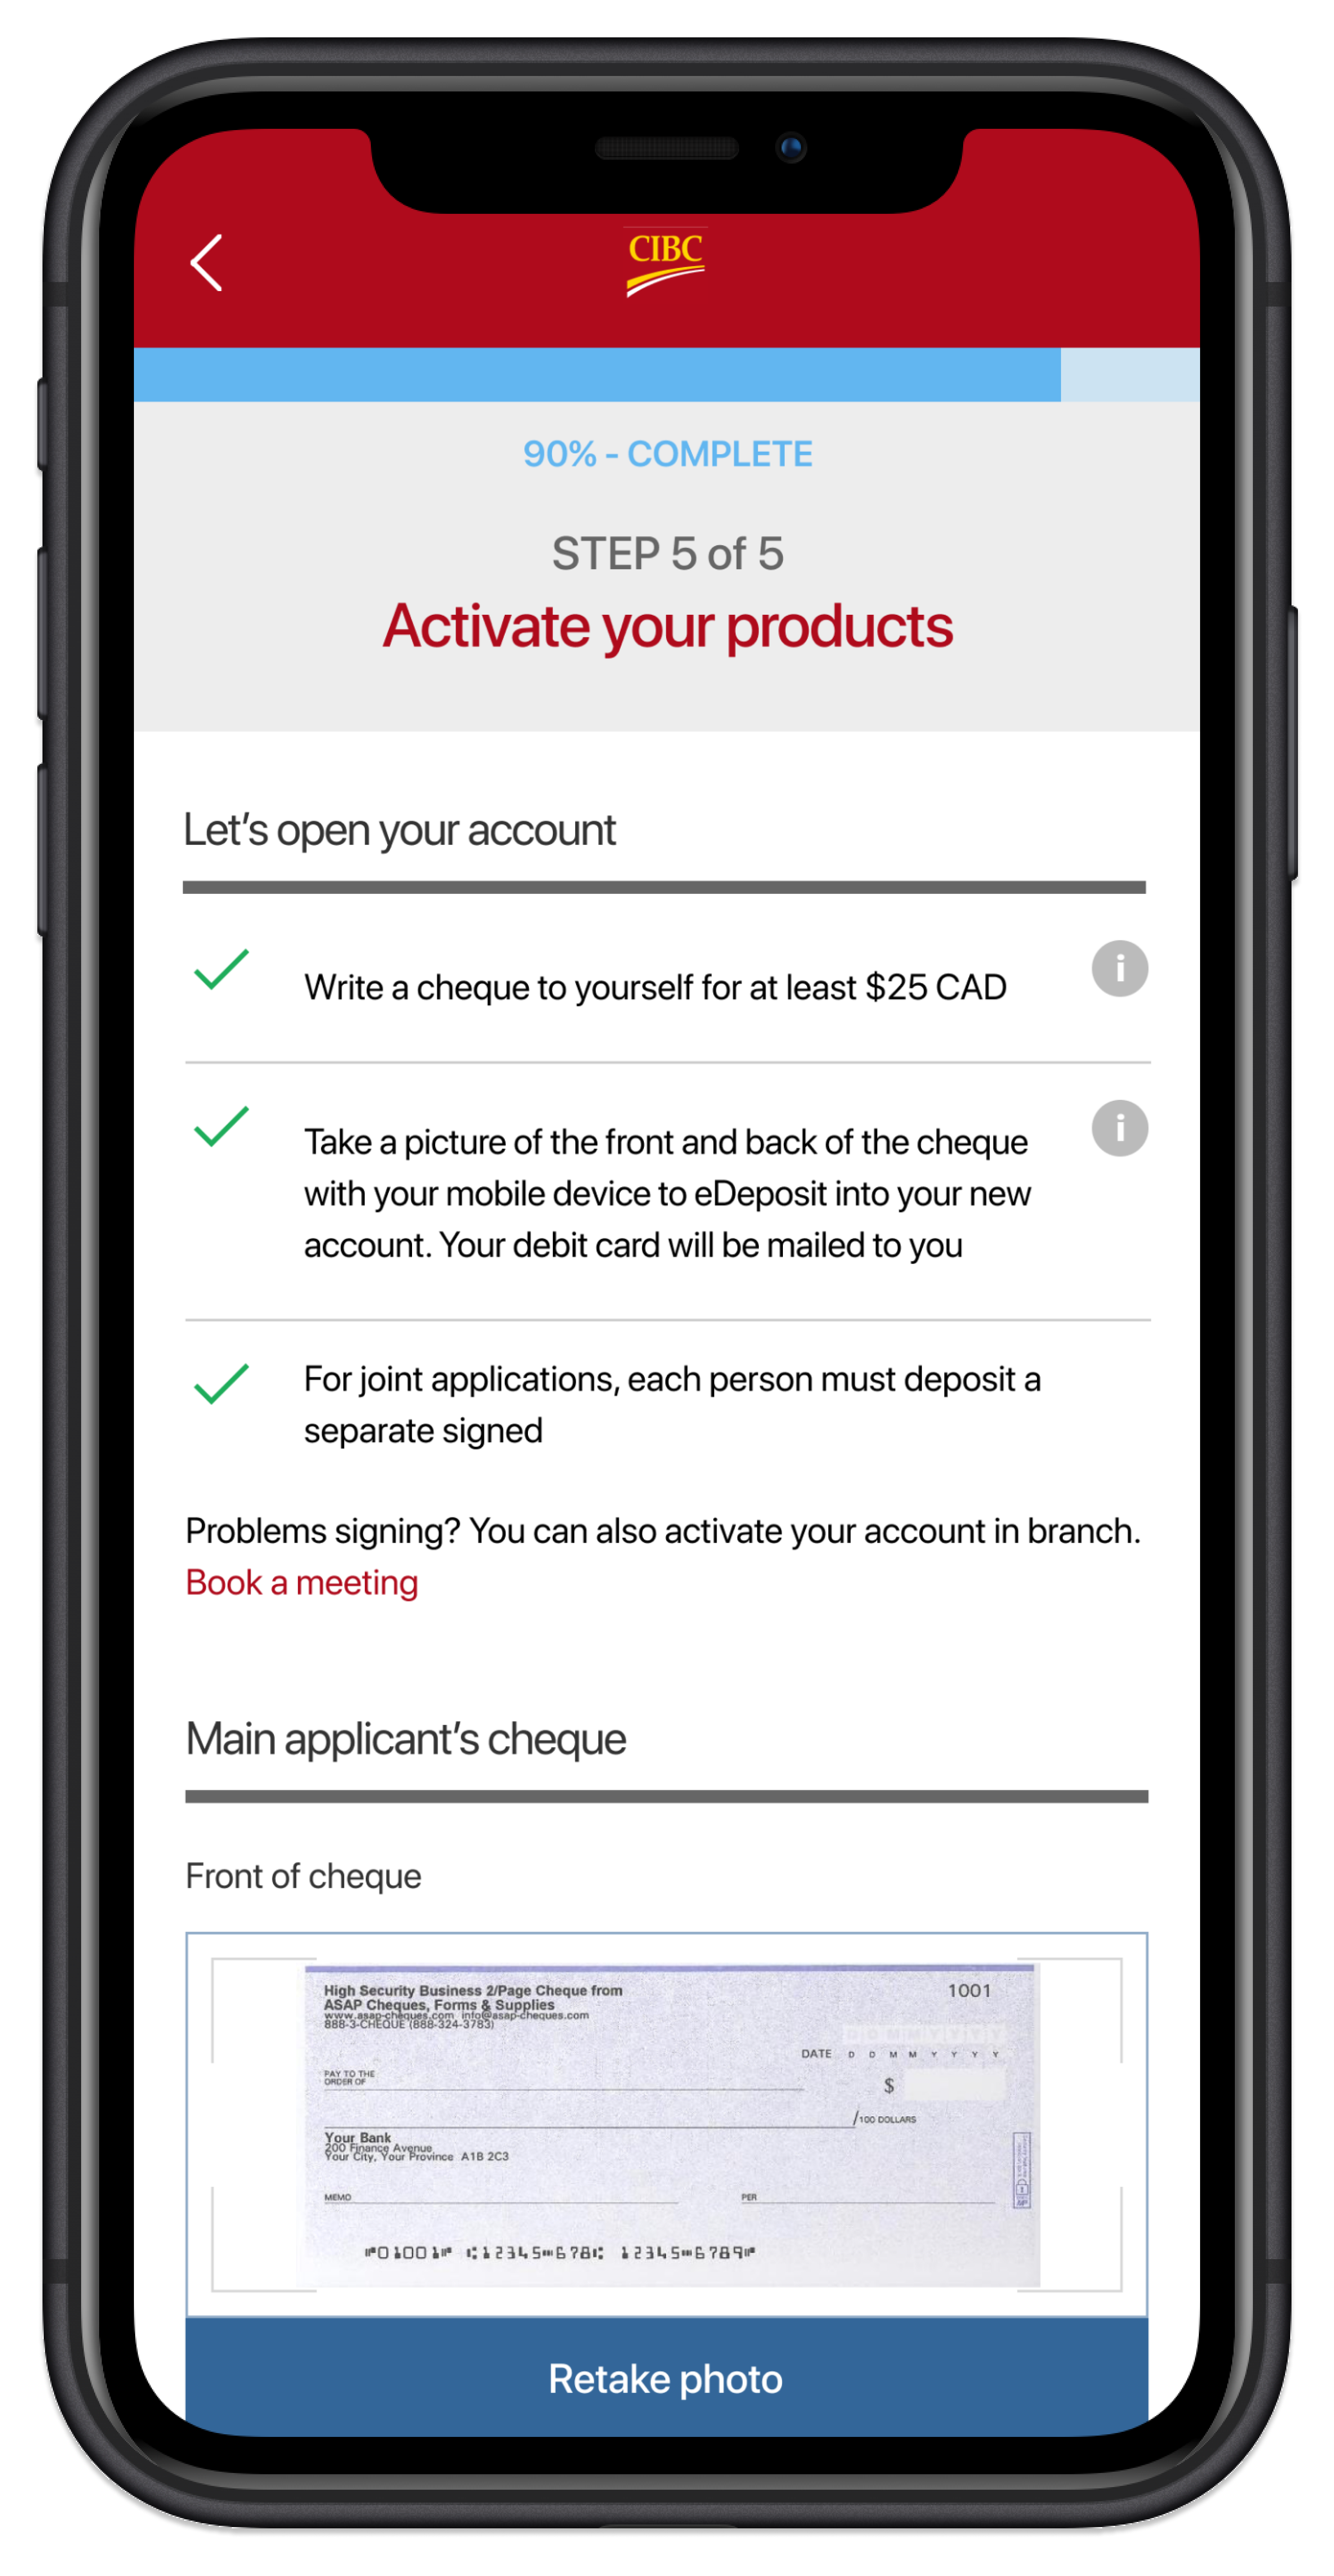 CIBC
90% - COMPLETE
STEP 5 of 5
Activate your products
Let's open your account
Write a cheque to yourself for at least $25 CAD
i
Take a picture of the front and back of the cheque
with your mobile device to eDeposit into your new
account. Your debit card will be mailed to you
i
For joint applications, each person must deposit a
separate signed
Problems signing? You can also activate your account in branch.
Book a meeting
Main applicant's cheque
Front of cheque
High Security Business 2/Page Cheque from
ASAP Cheques, Forms & Supplies
www.asap-cheques.com info@asap-cheques.com
888-3-CHEQUE (888-324-3783)
1001
DATE D D M M Y Y Y Y
PAY TO THE
ORDER OF
$
/100 DOLLARS
Your Bank
200 Finance Avenue
Your City, Your Province A1B 2C3
MEMO
PER
⑈01001⑈ ⑆12345⑉678⑆ 12345⑉6789⑈
Retake photo